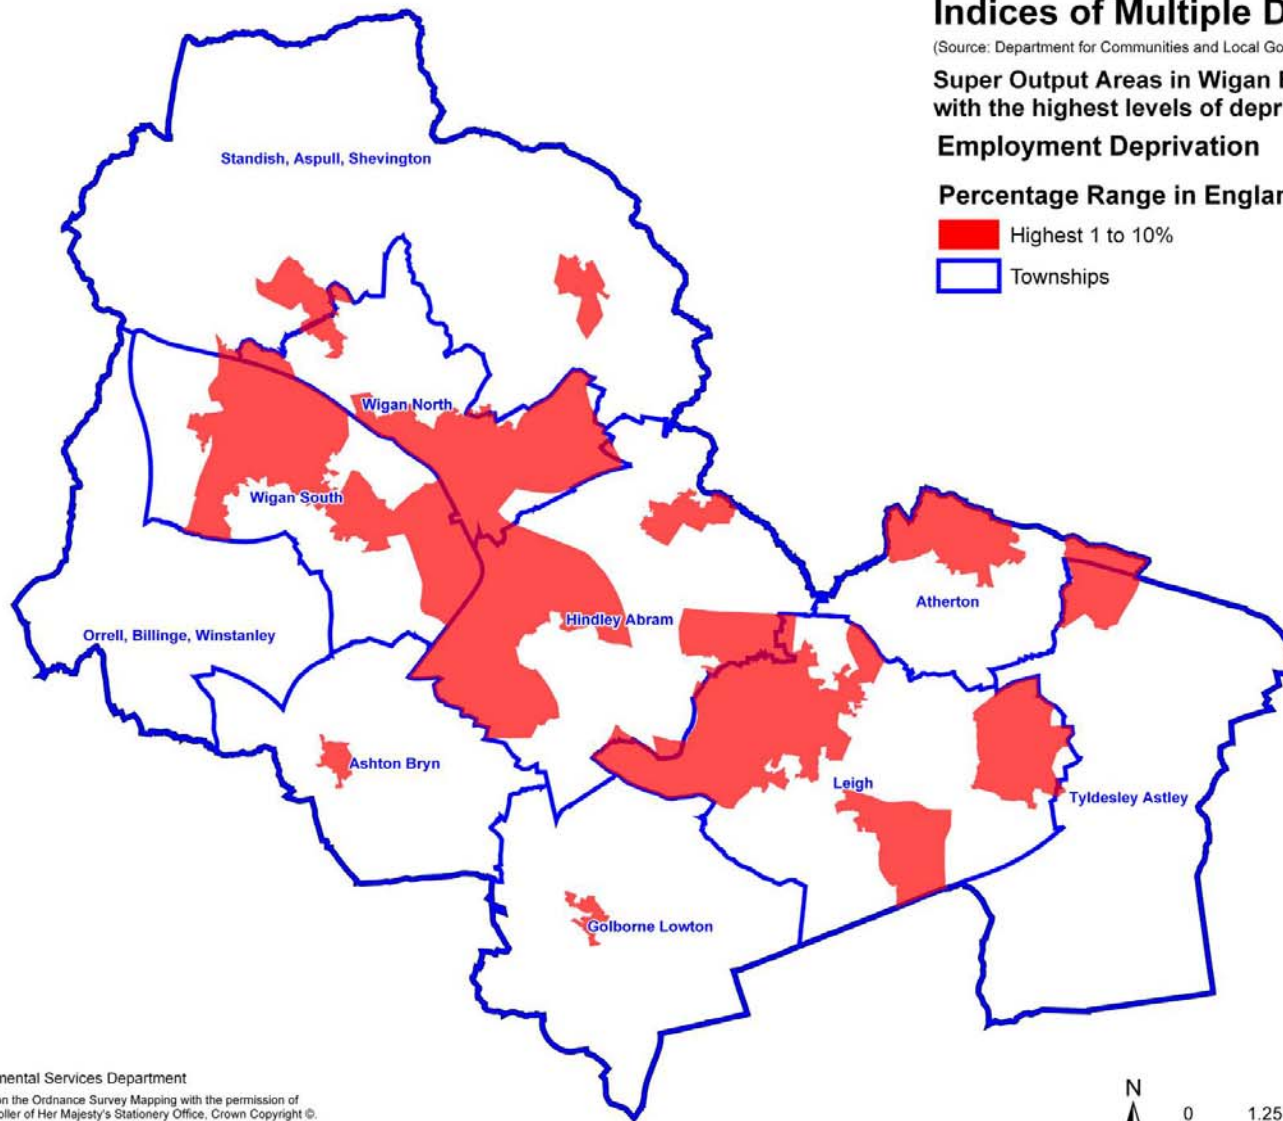 Indices of Multiple D
(Source: Department for Communities and Local Go
Super Output Areas in Wigan
with the highest levels of depr
Employment Deprivation
Percentage Range in Englan
Highest 1 to 10%
Townships
Standish, Aspull, Shevington
Wigan North
Wigan South
Atherton
Hindley Abram
Orrell, Billinge, Winstanley
Ashton Bryn
Leigh
Tyldesley Astley
Golborne Lowton
mental Services Department
on the Ordnance Survey Mapping with the permission of
oller of Her Majesty's Stationery Office, Crown Copyright ©.
N
0 1.25